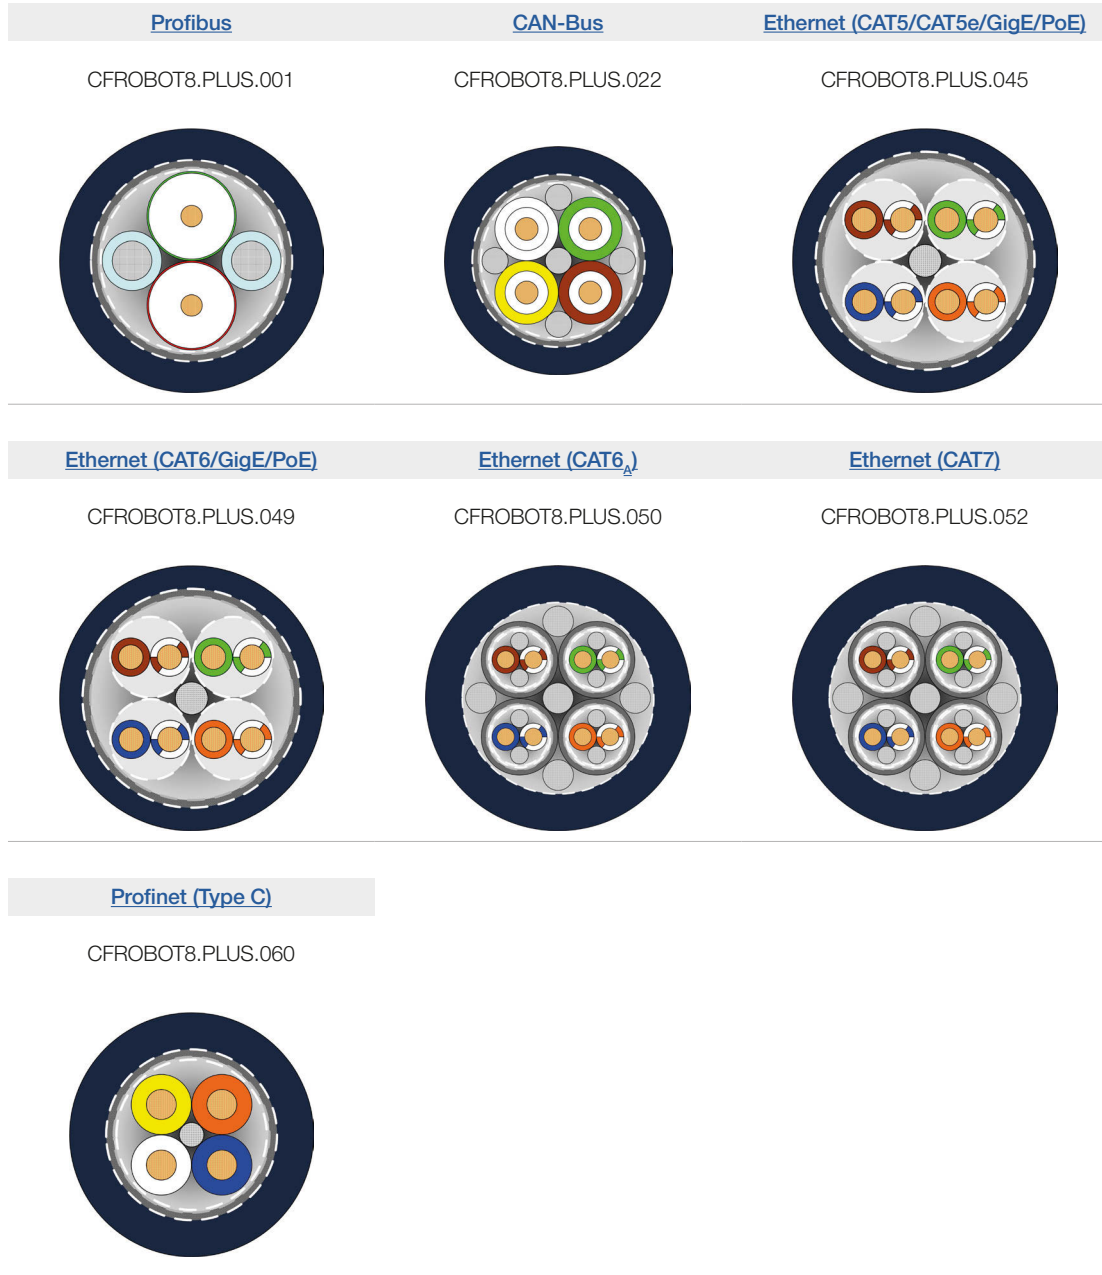 Profibus
CAN-Bus
Ethernet (CAT5/CAT5e/GigE/PoE)
CFROBOT8.PLUS.001
CFROBOT8.PLUS.022
CFROBOT8.PLUS.045
Ethernet (CAT6/GigE/PoE)
Ethernet (CAT6A)
Ethernet (CAT7)
CFROBOT8.PLUS.049
CFROBOT8.PLUS.050
CFROBOT8.PLUS.052
Profinet (Type C)
CFROBOT8.PLUS.060